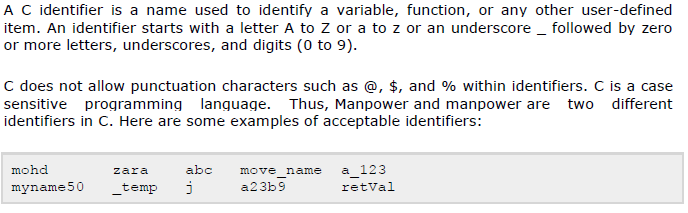 A C identifier is a name used to identify a variable, function, or any other user-defined
item. An identifier starts with a letter A to Z or a to z or an underscore _ followed by zero
or more letters, underscores, and digits (0 to 9).
C does not allow punctuation characters such as @, $, and % within identifiers. C is a case
sensitive programming language. Thus, Manpower and manpower are two different
identifiers in C. Here are some examples of acceptable identifiers:
mohd zara abc move_name a_123
myname50 _temp j a23b9 retVal